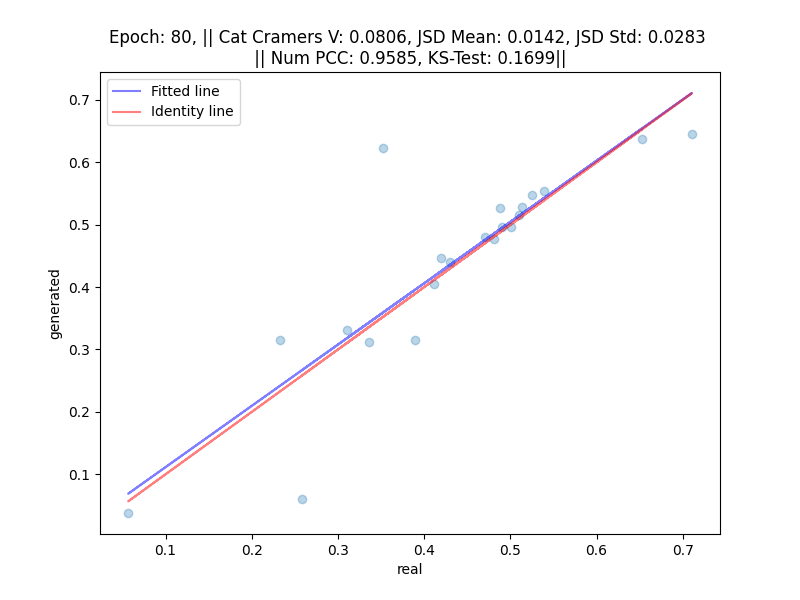 Epoch: 80, || Cat Cramers V: 0.0806, JSD Mean: 0.0142, JSD Std: 0.0283
|| Num PCC: 0.9585, KS-Test: 0.1699||
Fitted line
Identity line
0.7
0.6
0.5
0.4
0.3
0.2
0.1
generated
0.1 0.2 0.3 0.4 0.5 0.6 0.7
real